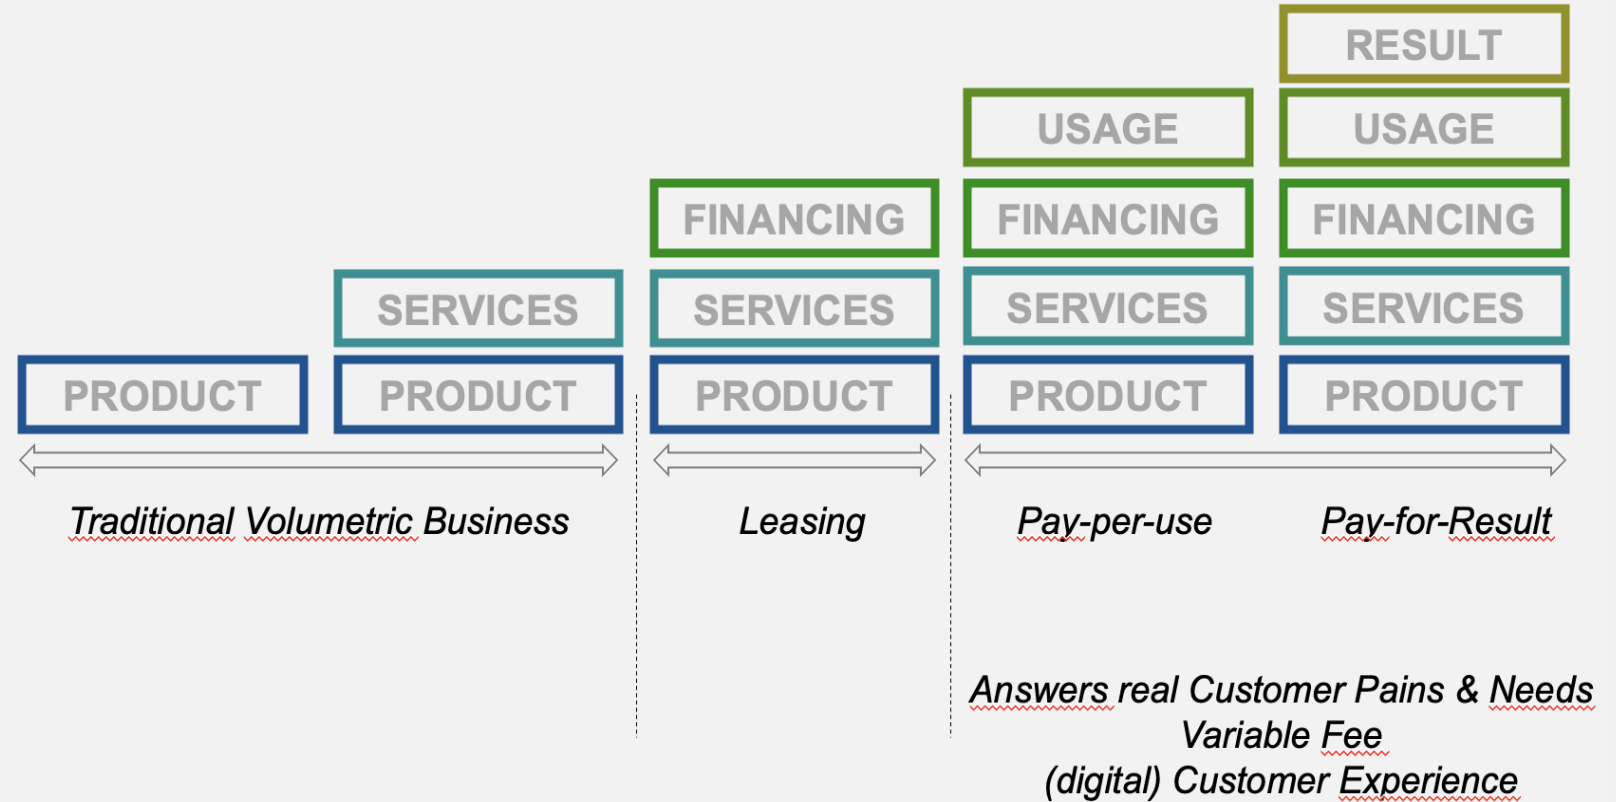 RESULT
USAGE USAGE
FINANCING FINANCING FINANCING
SERVICES SERVICES SERVICES SERVICES
PRODUCT PRODUCT PRODUCT PRODUCT PRODUCT
Traditional Volumetric Business Leasing Pay-per-use Pay-for-Result
Answers real Customer Pains & Needs
Variable Fee
(digital) Customer Experience